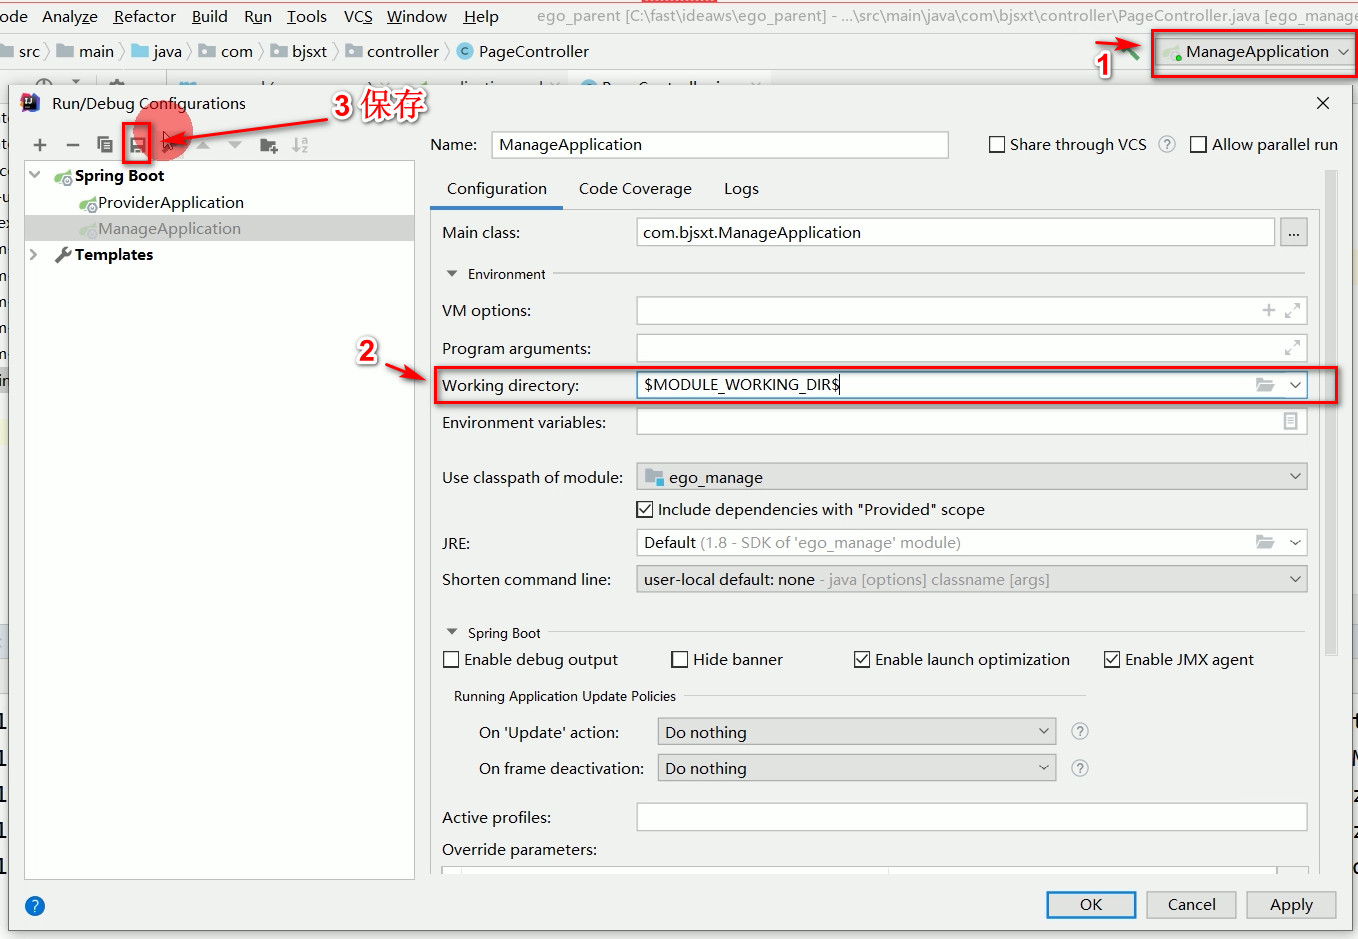 ode Analyze Refactor Build Run Tools VCS Window Help ego_parent [C:\fast\ideaws\ego_parent] - ...\src\main\java\com\bjsxt\controller\PageController.java [ego_manage
src main java com bjsxt controller PageController
1
ManageApplication
Run/Debug Configurations
3 保存
Name: ManageApplication
Share through VCS
Allow parallel run
Spring Boot
ProviderApplication
ManageApplication
Templates
Configuration Code Coverage Logs
Main class: com.bjsxt.ManageApplication ...
Environment
VM options:
Program arguments:
2
Working directory: $MODULE_WORKING_DIR$
Environment variables:
Use classpath of module: ego_manage
Include dependencies with "Provided" scope
JRE: Default (1.8 - SDK of 'ego_manage' module)
Shorten command line: user-local default: none - java [options] classname [args]
Spring Boot
Enable debug output Hide banner Enable launch optimization Enable JMX agent
Running Application Update Policies
On 'Update' action: Do nothing ?
On frame deactivation: Do nothing ?
Active profiles:
Override parameters:
? OK Cancel Apply